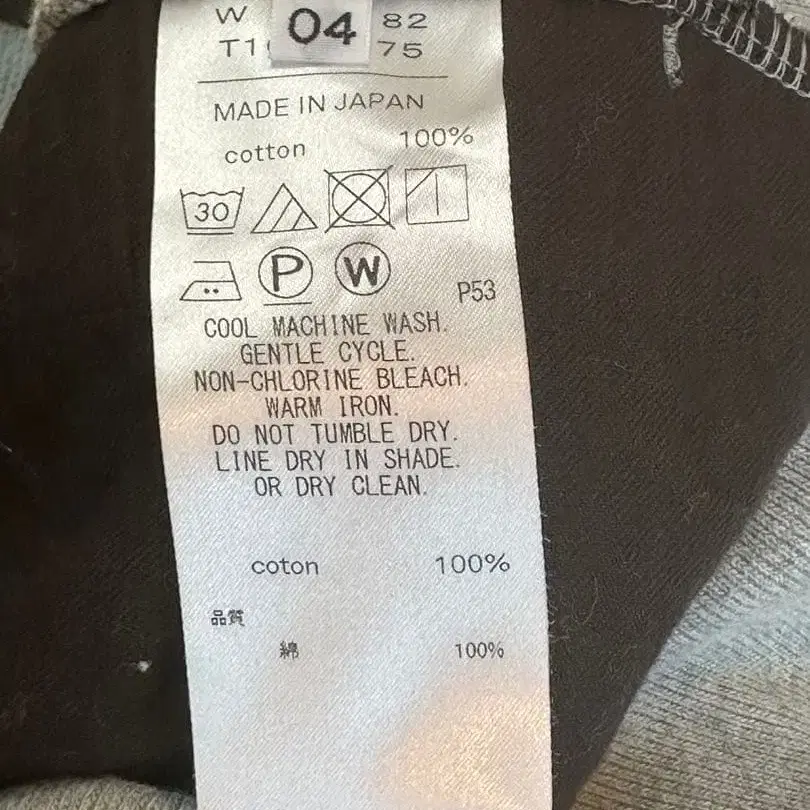 W 04 82
T1 75
MADE IN JAPAN
cotton 100%
30
P W
P53
COOL MACHINE WASH.
GENTLE CYCLE.
NON-CHLORINE BLEACH.
WARM IRON.
DO NOT TUMBLE DRY.
LINE DRY IN SHADE.
OR DRY CLEAN.
coton 100%
品質
綿 100%